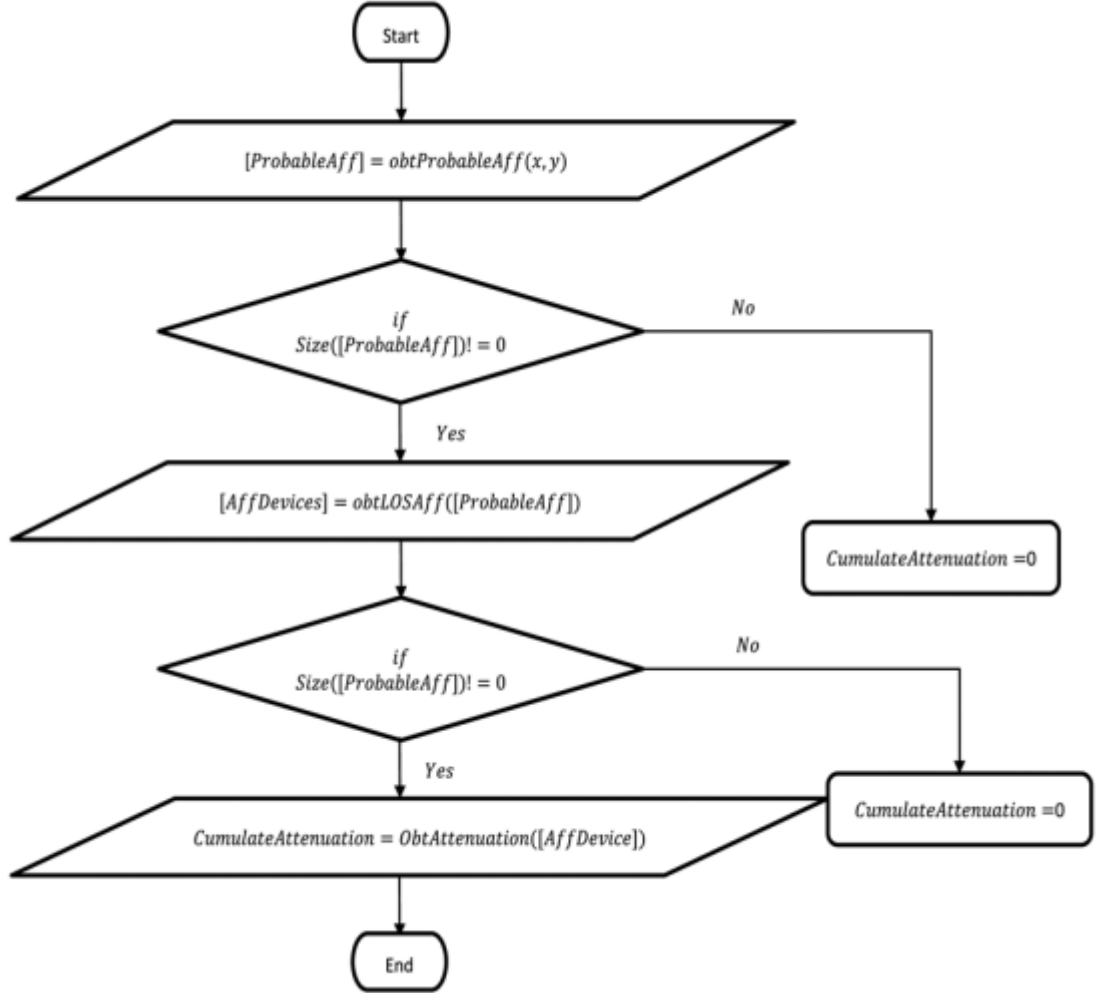 Start
[ProbableAff] = obtProbableAff(x, y)
if
Size([ProbableAff])! = 0
No
Yes
[AffDevices] = obtLOSAff([ProbableAff])
CumulateAttenuation =0
if
Size([ProbableAff])! = 0
No
Yes
CumulateAttenuation =0
CumulateAttenuation = ObtAttenuation([AffDevice])
End